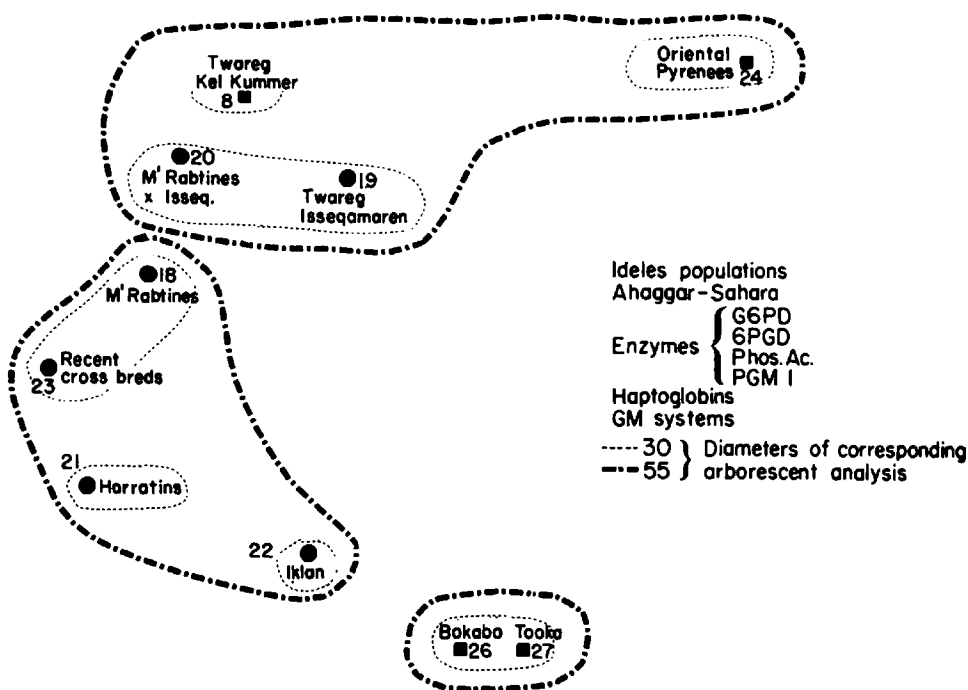 Twareg
Kel Kummer
8
Oriental
Pyrenees
24
20
M' Rabtines
x Isseq.
19
Twareg
Isseqamaren
18
M' Rabtines
Recent
cross breds
23
21
Harratins
22
Iklan
Bokabo
26
Tooka
27
Ideles populations
Ahaggar-Sahara
Enzymes { G6PD
6PGD
Phos. Ac.
PGM 1
Haptoglobins
GM systems
30 } Diameters of corresponding
55 arborescent analysis